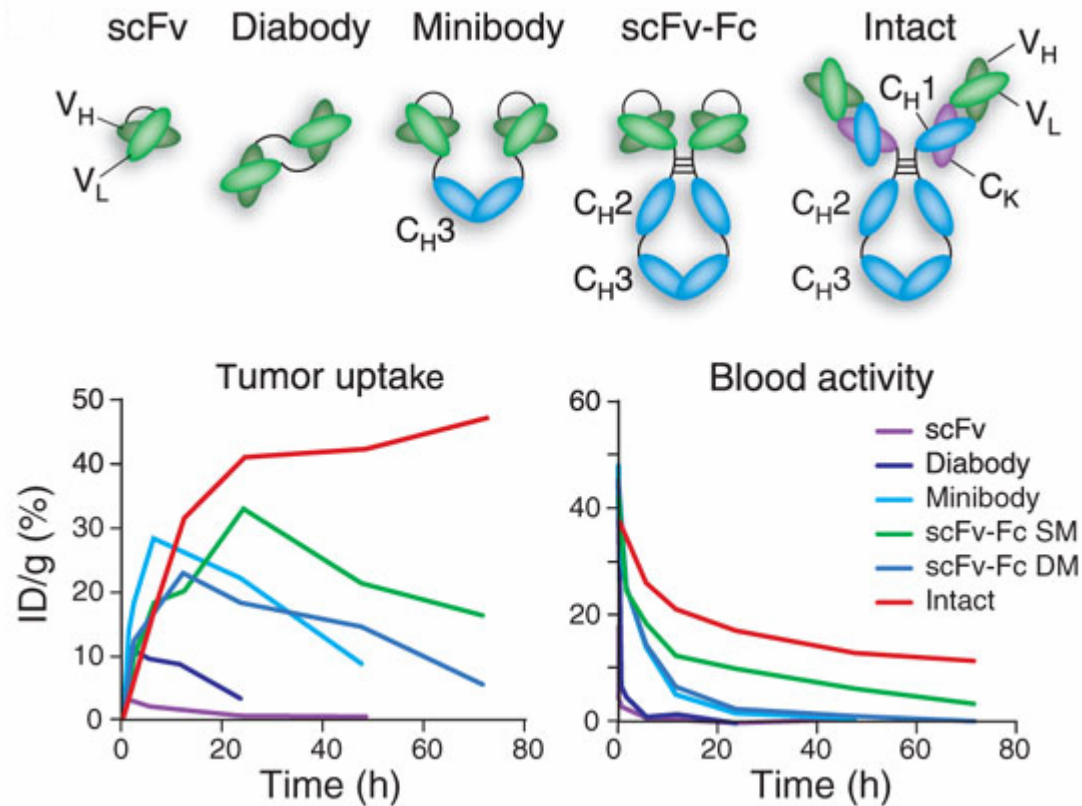 scFv Diabody Minibody scFv-Fc Intact
VH
VL
CH3
CH2
CH3
CH1
VH
VL
CK
CH2
CH3
Tumor uptake
ID/g (%)
50
40
30
20
10
0
0 20 40 60 80
Time (h)
Blood activity
60
40
20
0
0 20 40 60 80
Time (h)
scFv
Diabody
Minibody
scFv-Fc SM
scFv-Fc DM
Intact